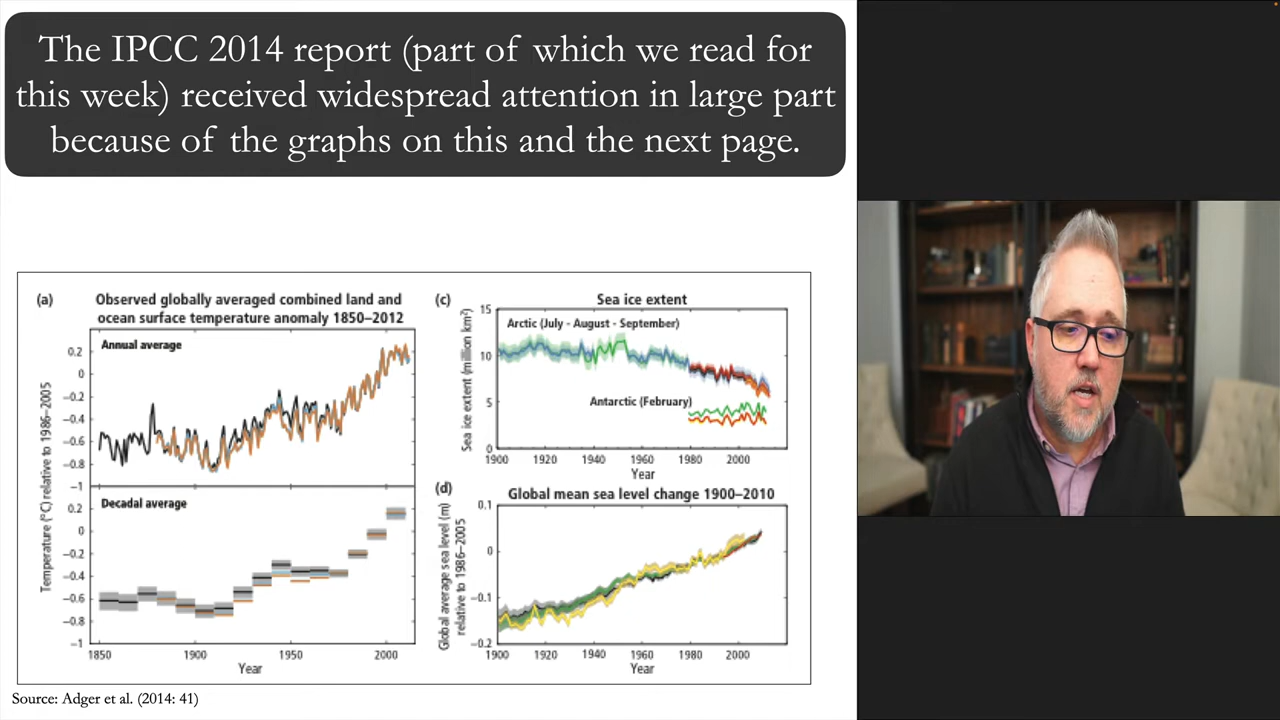 The IPCC 2014 report (part of which we read for
this week) received widespread attention in large part
because of the graphs on this and the next page.
(a)
Observed globally averaged combined land and
ocean surface temperature anomaly 1850–2012
Annual average
0.2
0
−0.2
−0.4
−0.6
−0.8
−1
Decadal average
0.2
0
−0.2
−0.4
−0.6
−0.8
−1
Temperature (°C) relative to 1986–2005
1850
1900
1950
2000
Year
(c)
Sea ice extent
Arctic (July - August - September)
Antarctic (February)
15
10
5
0
Sea ice extent (million km²)
1900
1920
1940
1960
1980
2000
Year
(d)
Global mean sea level change 1900–2010
0.1
0
−0.1
−0.2
Global average sea level (m)
relative to 1986–2005
1900
1920
1940
1960
1980
2000
Year
Source: Adger et al. (2014: 41)